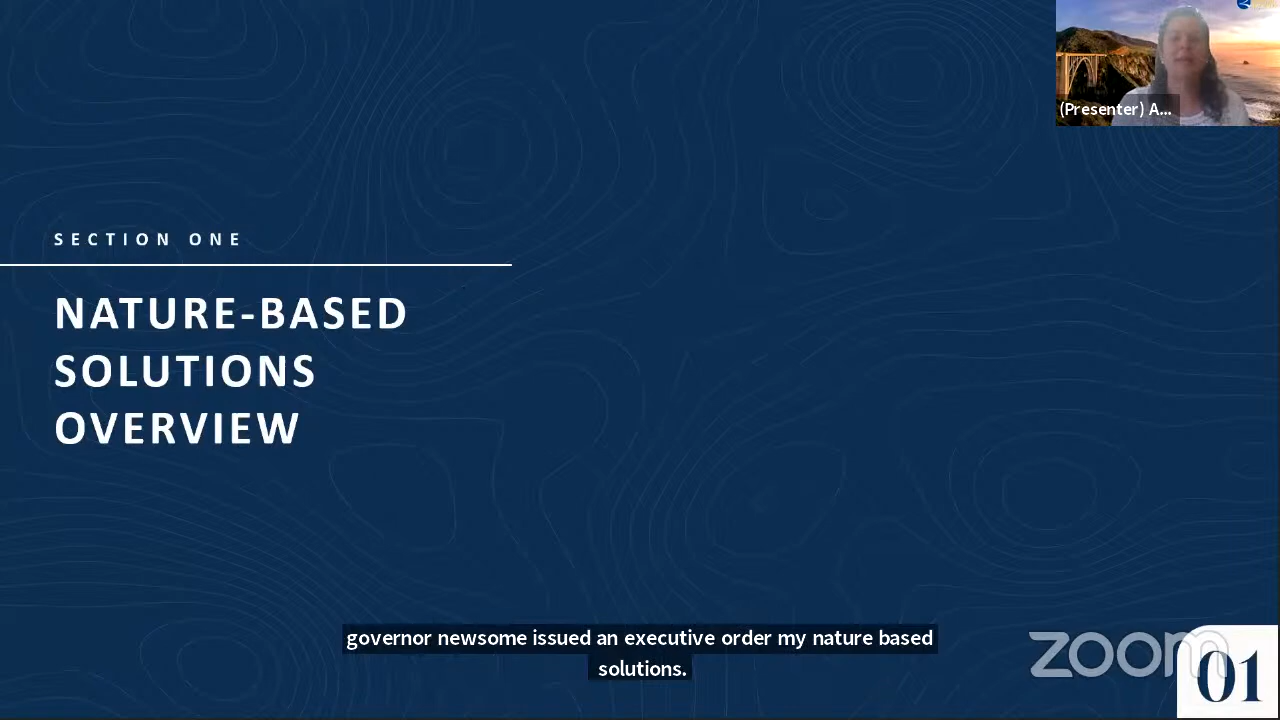 (Presenter) A...
SECTION ONE
NATURE-BASED
SOLUTIONS
OVERVIEW
governor newsome issued an executive order my nature based
solutions.
zoom
01